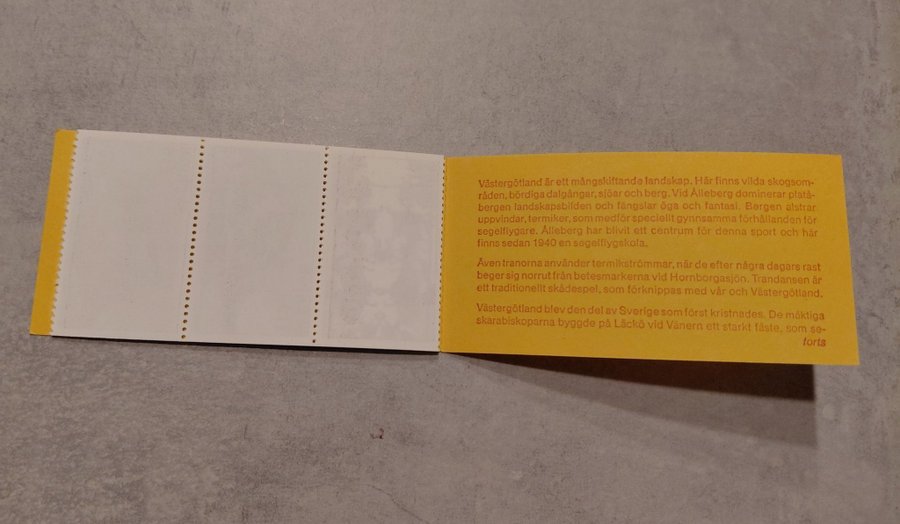 Västergötland är ett mångskiftande landskap. Här finns vilda skogsom-
råden, bördiga dalgångar, sjöar och berg. Vid Ålleberg dominerar platå-
bergen landskapsbilden och fängslar öga och fantasi. Bergen alstrar
uppvindar, termiker, som medför speciellt gynnsamma förhållanden för
segelflygare. Ålleberg har blivit ett centrum för denna sport och här
finns sedan 1940 en segelflygskola.
Även tranorna använder termikströmmar, när de efter några dagars rast
beger sig norrut från betesmarkerna vid Hornborgasjön. Trandansen är
ett traditionellt skådespel, som förknippas med vår och Västergötland.
Västergötland blev den del av Sverige som först kristnades. De mäktiga
skarabiskoparna byggde på Läckö vid Vänern ett starkt fäste, som se-
forts